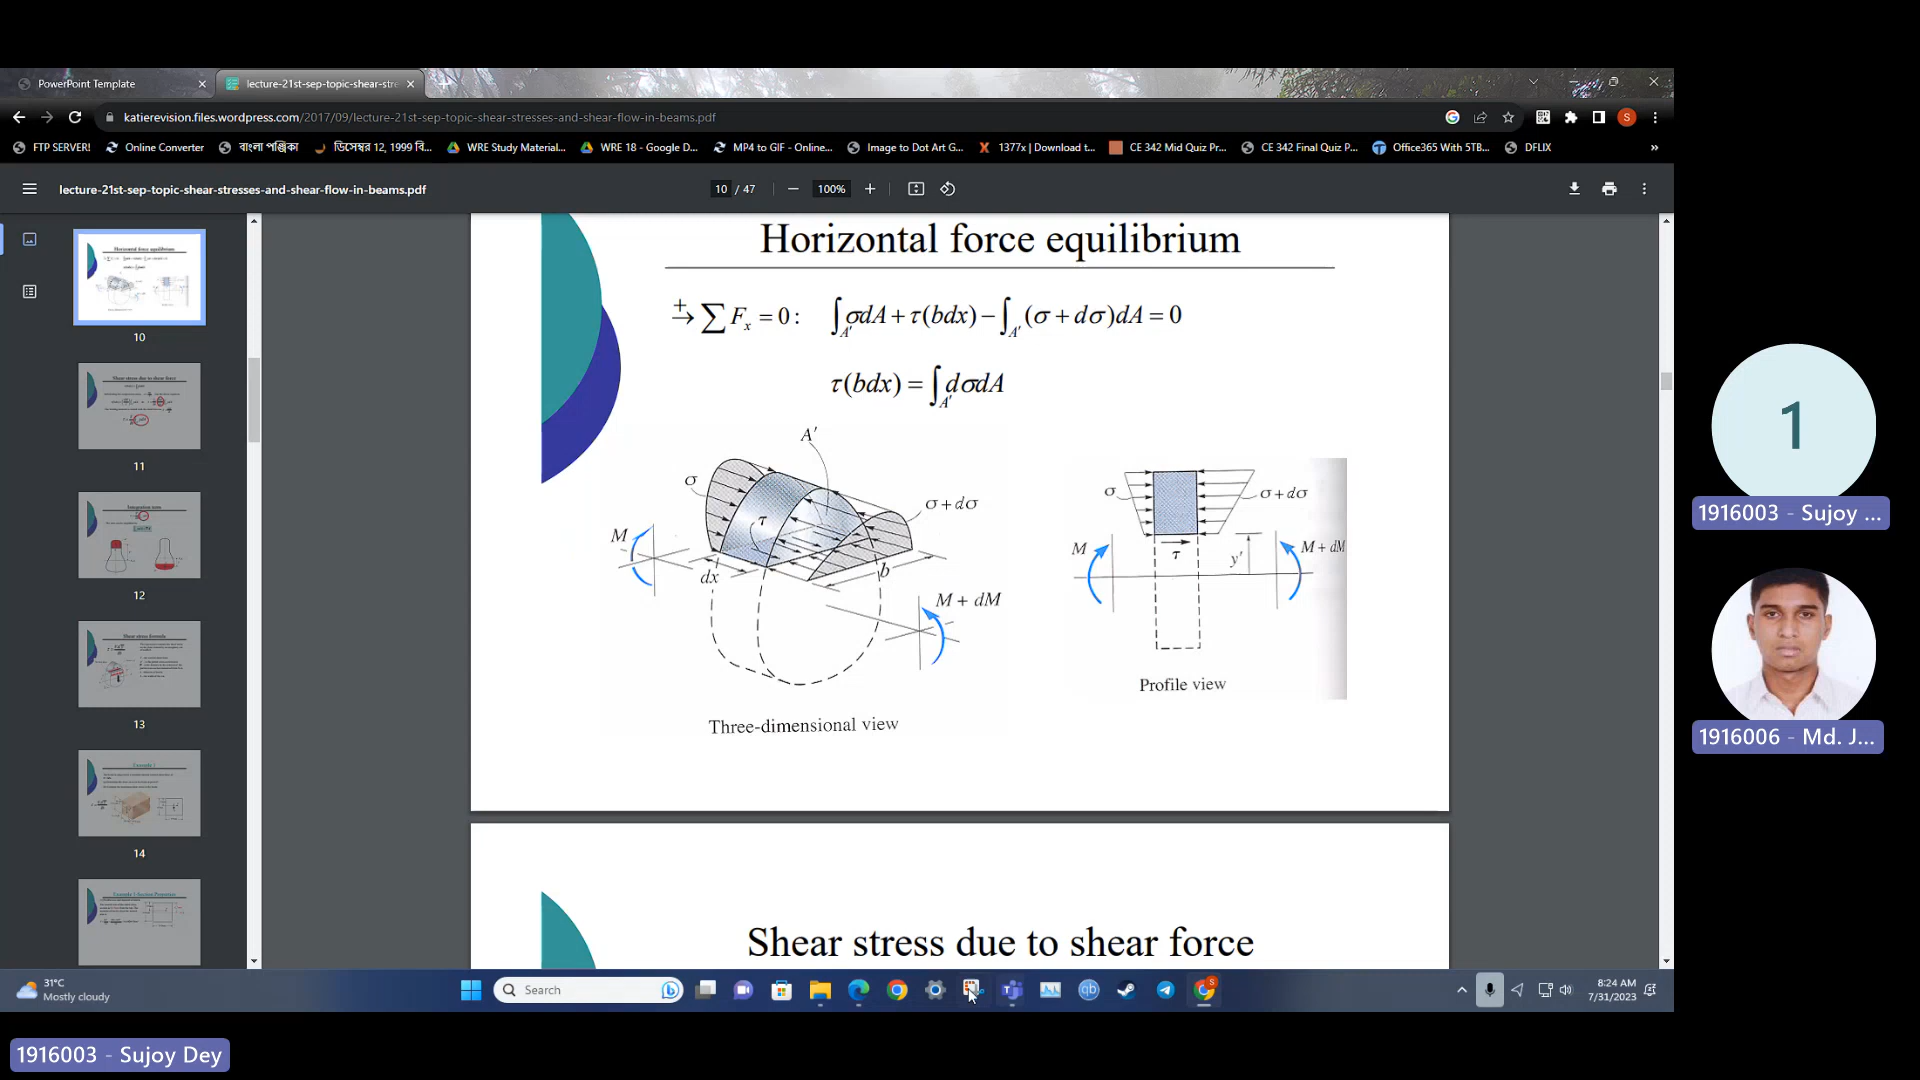 PowerPoint Template
lecture-21st-sep-topic-shear-stre
katierevision.files.wordpress.com/2017/09/lecture-21st-sep-topic-shear-stresses-and-shear-flow-in-beams.pdf
FTP SERVER! Online Converter বাংলা পঞ্জিকা ডিসেম্বর 12, 1999 বি... WRE Study Material... WRE 18 - Google D... MP4 to GIF - Online... Image to Dot Art G... 1377x | Download t... CE 342 Mid Quiz Pr... CE 342 Final Quiz P... Office365 With 5TB... DFLIX »
lecture-21st-sep-topic-shear-stresses-and-shear-flow-in-beams.pdf 10 / 47 100%
10
11
12
13
14
Horizontal force equilibrium
+→ ∑ Fx = 0 : ∫A′ σdA + τ(bdx) − ∫A′ (σ + dσ)dA = 0
τ(bdx) = ∫A′ dσdA
A′
σ
τ
σ + dσ
M
dx
b
M + dM
Three-dimensional view
σ
σ + dσ
M
τ
y′
M + dM
Profile view
Shear stress due to shear force
1
1916003 - Sujoy ...
1916006 - Md. J...
31°C
Mostly cloudy
Search
8:24 AM
7/31/2023
1916003 - Sujoy Dey